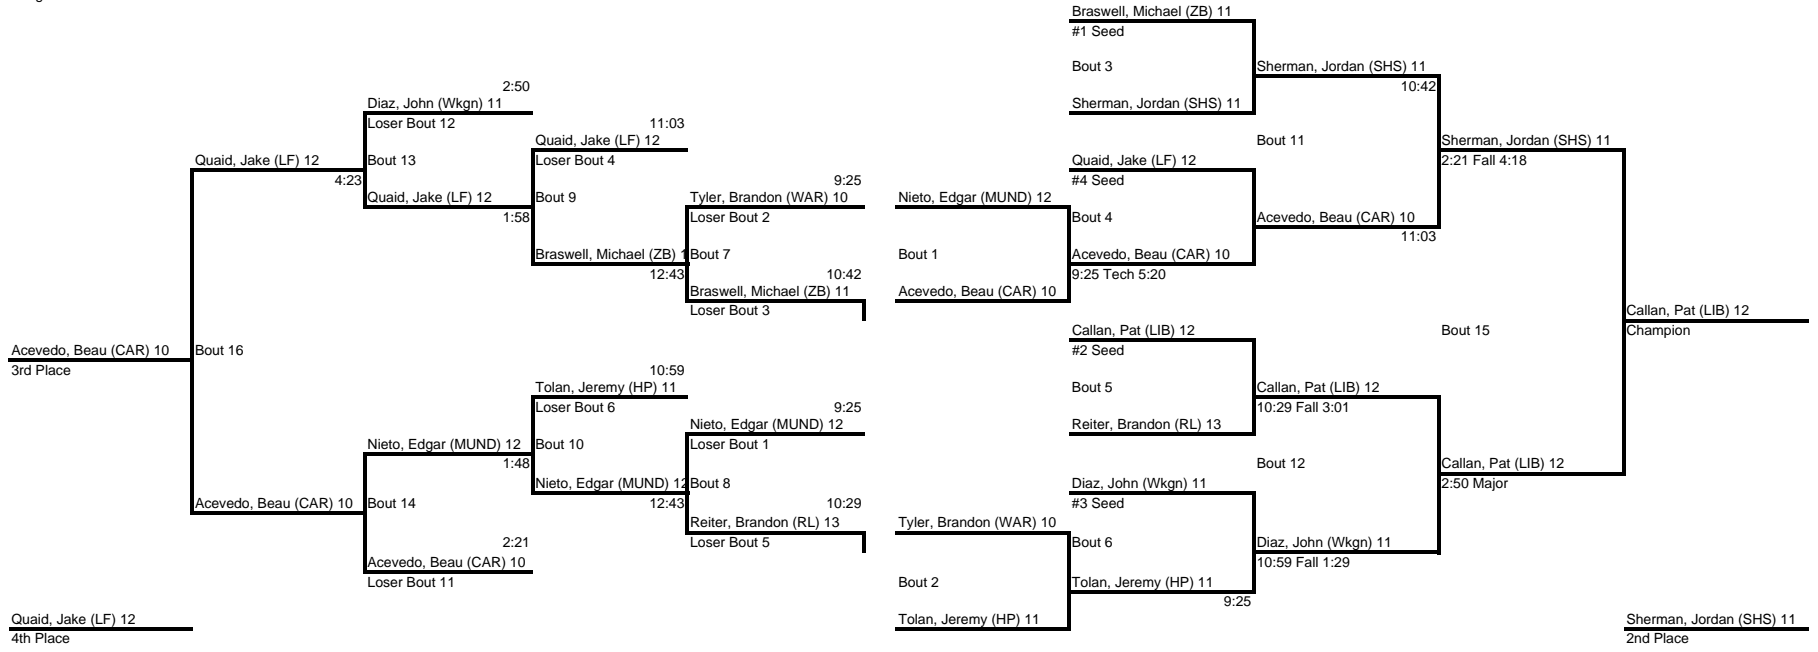 Braswell, Michael (ZB) 11
#1 Seed
Bout 3
Sherman, Jordan (SHS) 11
10:42
2:50
Diaz, John (Wkgn) 11
Loser Bout 12
Sherman, Jordan (SHS) 11
11:03
Quaid, Jake (LF) 12
Loser Bout 4
Bout 11
Sherman, Jordan (SHS) 11
2:21 Fall 4:18
Quaid, Jake (LF) 12
Bout 13
4:23
Quaid, Jake (LF) 12
#4 Seed
9:25
Quaid, Jake (LF) 12
1:58
Bout 9
Tyler, Brandon (WAR) 10
Loser Bout 2
Nieto, Edgar (MUND) 12
Bout 4
Acevedo, Beau (CAR) 10
11:03
Braswell, Michael (ZB) 1
12:43
Bout 7
Bout 1
Acevedo, Beau (CAR) 10
9:25 Tech 5:20
10:42
Braswell, Michael (ZB) 11
Loser Bout 3
Acevedo, Beau (CAR) 10
Callan, Pat (LIB) 12
Champion
Callan, Pat (LIB) 12
#2 Seed
Bout 15
Acevedo, Beau (CAR) 10
3rd Place
Bout 16
10:59
Tolan, Jeremy (HP) 11
Loser Bout 6
Bout 5
Callan, Pat (LIB) 12
10:29 Fall 3:01
9:25
Nieto, Edgar (MUND) 12
Loser Bout 1
Reiter, Brandon (RL) 13
Nieto, Edgar (MUND) 12
1:48
Bout 10
Bout 12
Callan, Pat (LIB) 12
2:50 Major
Nieto, Edgar (MUND) 12
12:43
Bout 8
Diaz, John (Wkgn) 11
#3 Seed
Acevedo, Beau (CAR) 10
Bout 14
10:29
Reiter, Brandon (RL) 13
Loser Bout 5
Tyler, Brandon (WAR) 10
Bout 6
Diaz, John (Wkgn) 11
10:59 Fall 1:29
2:21
Acevedo, Beau (CAR) 10
Loser Bout 11
Bout 2
Tolan, Jeremy (HP) 11
9:25
Quaid, Jake (LF) 12
4th Place
Tolan, Jeremy (HP) 11
Sherman, Jordan (SHS) 11
2nd Place